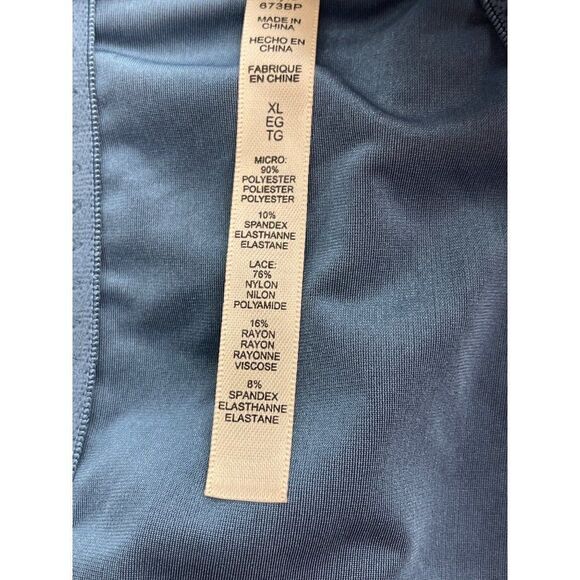 673BP
MADE IN
CHINA
HECHO EN
CHINA
FABRIQUE
EN CHINE
XL
EG
TG
MICRO:
90%
POLYESTER
POLIESTER
POLYESTER
10%
SPANDEX
ELASTHANNE
ELASTANE
LACE:
76%
NYLON
NILON
POLYAMIDE
16%
RAYON
RAYON
RAYONNE
VISCOSE
8%
SPANDEX
ELASTHANNE
ELASTANE